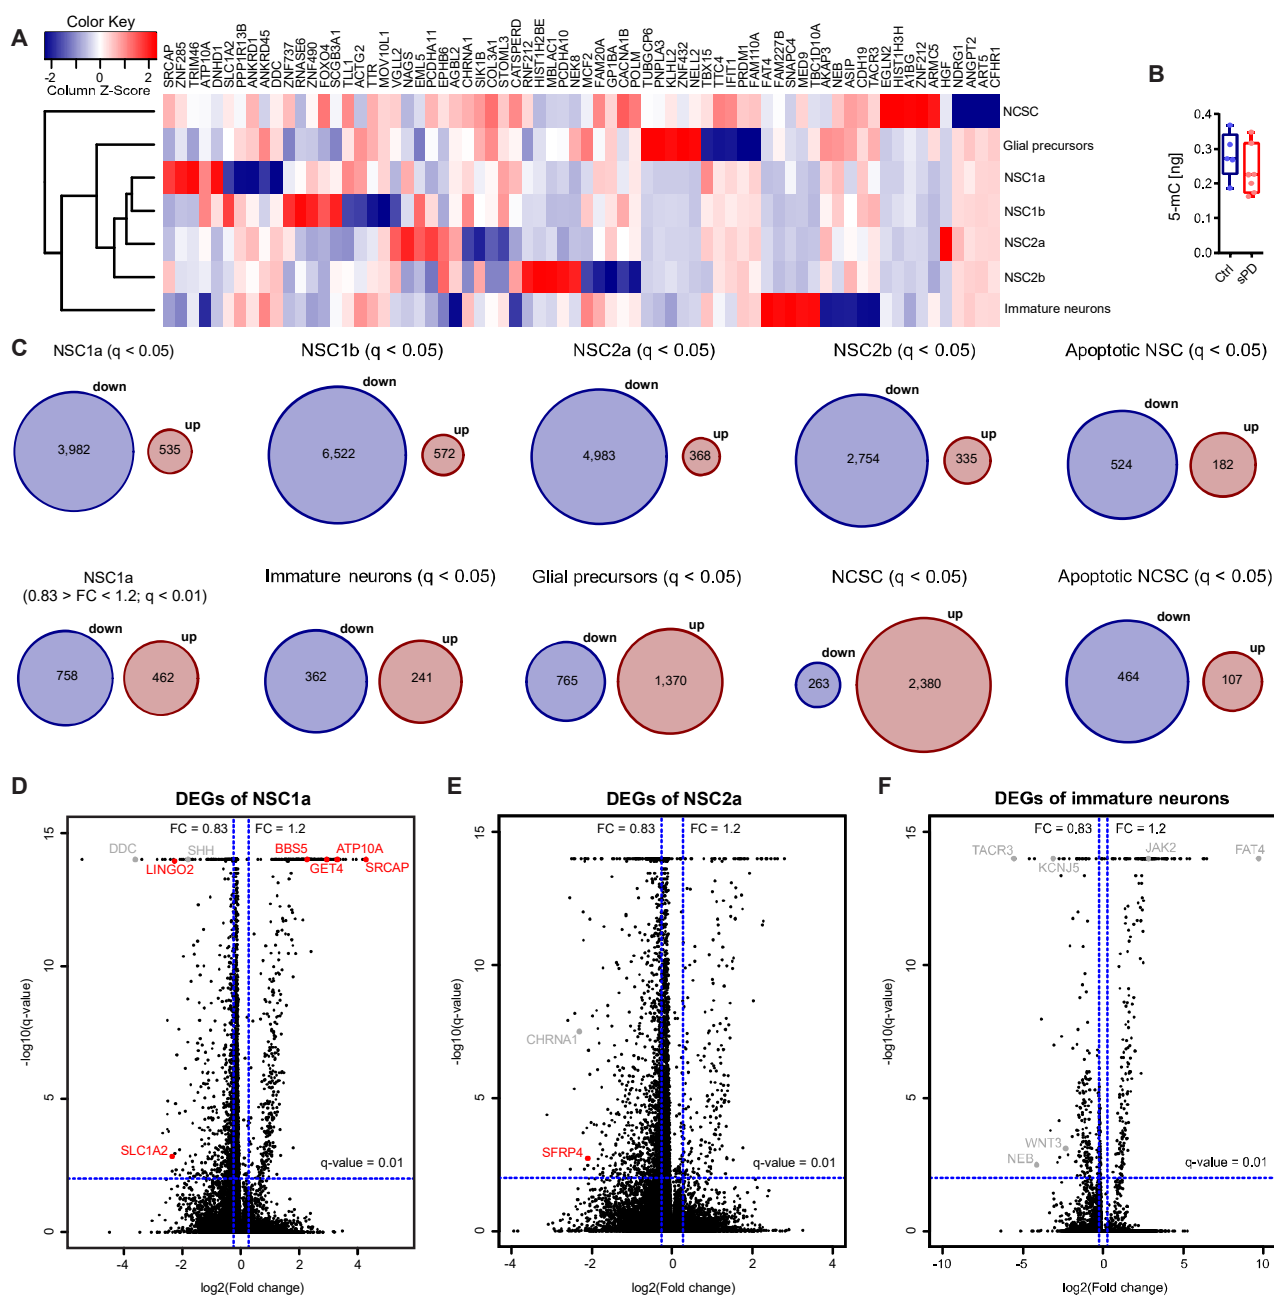 A
Color Key
-2 0 2
Column Z-Score
SRCAP
ZNF285
TRIM46
ATP10A
DNHD1
SLC1A2
PPP1R13B
ANKRD1
ANKRD45
DDC
ZNF737
RNASE6
ZNF490
FOXO4
SCGB3A1
TLL1
ACTG2
TTR
MOV10L1
VGLL2
NAGS
EML5
PCDHA11
EPHB6
AGBL2
CHRNA1
SIK1B
COL3A1
STOML3
CATSPERD
RNF212
HIST1H2BE
MBLAC1
PCDHA10
NEK8
MCF2
FAM20A
GP1BA
CACNA1B
POLM
TUBGCP6
PNPLA3
KLHL2
ZNF432
NELL2
TBX15
TTC4
IFIT1
PRDM1
FAM110A
FAT4
FAM227B
SNAPC4
MED9
TBC1D10A
AKAP3
NEB
ASIP
CDH19
TACR3
EGLN2
HIST1H3H
A1BG
ZNF212
ARMC5
HGF
NDRG1
ANGPT2
ART5
CFHR1
NCSC
Glial precursors
NSC1a
NSC1b
NSC2a
NSC2b
Immature neurons
B
5-mC [ng]
0.4
0.3
0.2
0.1
0.0
Ctrl
sPD
C
NSC1a (q < 0.05)
down
up
3,982
535
NSC1b (q < 0.05)
down
up
6,522
572
NSC2a (q < 0.05)
down
up
4,983
368
NSC2b (q < 0.05)
down
up
2,754
335
Apoptotic NSC (q < 0.05)
down
up
524
182
NSC1a
(0.83 > FC < 1.2; q < 0.01)
down
up
758
462
Immature neurons (q < 0.05)
down
up
362
241
Glial precursors (q < 0.05)
down
up
765
1,370
NCSC (q < 0.05)
down
up
263
2,380
Apoptotic NCSC (q < 0.05)
down
up
464
107
D
DEGs of NSC1a
FC = 0.83 FC = 1.2
DDC
SHH
LINGO2
BBS5
GET4
ATP10A
SRCAP
SLC1A2
q-value = 0.01
-log10(q-value)
15
10
5
0
-4 -2 0 2 4
log2(Fold change)
E
DEGs of NSC2a
FC = 0.83 FC = 1.2
CHRNA1
SFRP4
q-value = 0.01
-log10(q-value)
15
10
5
0
-4 -2 0 2 4
log2(Fold change)
F
DEGs of immature neurons
FC = 0.83 FC = 1.2
TACR3
KCNJ5
JAK2
FAT4
WNT3
NEB
q-value = 0.01
-log10(q-value)
15
10
5
0
-10 -5 0 5 10
log2(Fold change)